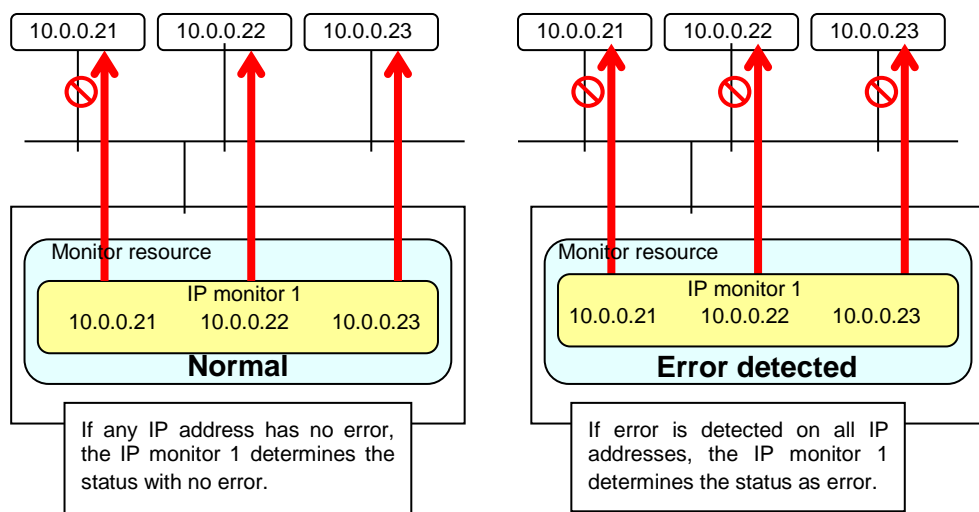 10.0.0.21
10.0.0.22
10.0.0.23
Monitor resource
IP monitor 1
10.0.0.21
10.0.0.22
10.0.0.23
Normal
If any IP address has no error,
the IP monitor 1 determines the
status with no error.
10.0.0.21
10.0.0.22
10.0.0.23
Monitor resource
IP monitor 1
10.0.0.21
10.0.0.22
10.0.0.23
Error detected
If error is detected on all IP
addresses, the IP monitor 1
determines the status as error.